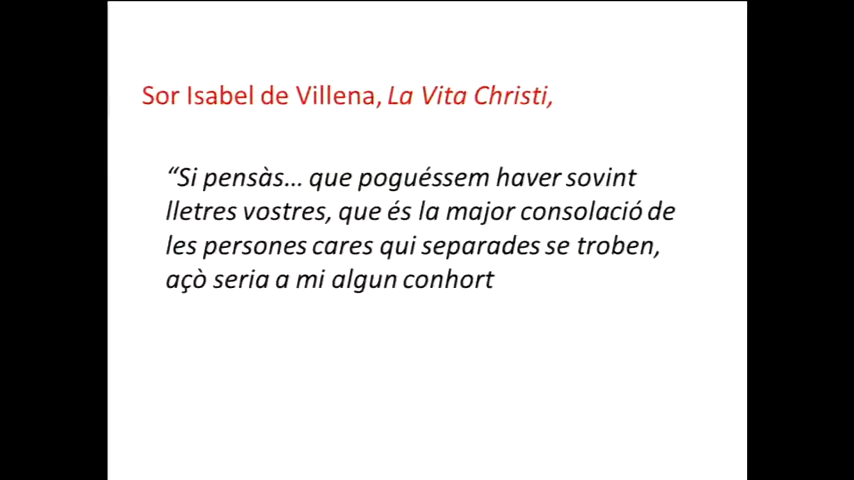 Sor Isabel de Villena, La Vita Christi,
“Si pensàs... que poguéssem haver sovint
lletres vostres, que és la major consolació de
les persones cares qui separades se troben,
açò seria a mi algun conhort